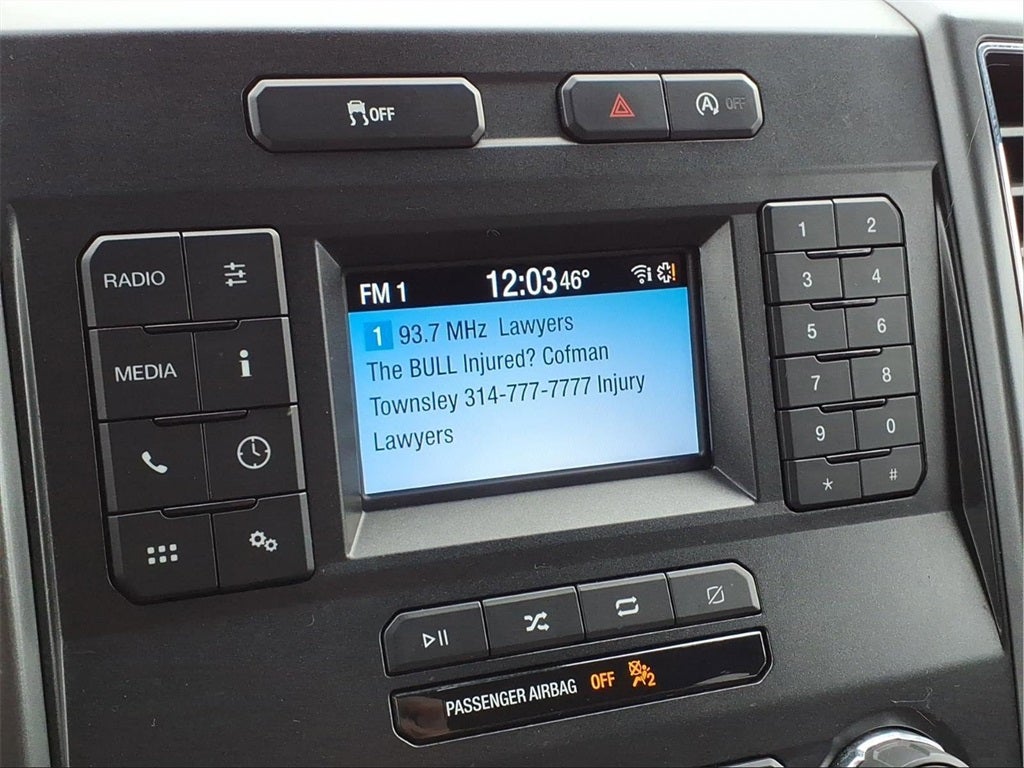 OFF
A OFF
RADIO
MEDIA
i
FM 1 12:03 46°
1 93.7 MHz Lawyers
The BULL Injured? Cofman
Townsley 314-777-7777 Injury
Lawyers
1 2
3 4
5 6
7 8
9 0
* #
PASSENGER AIRBAG OFF 2